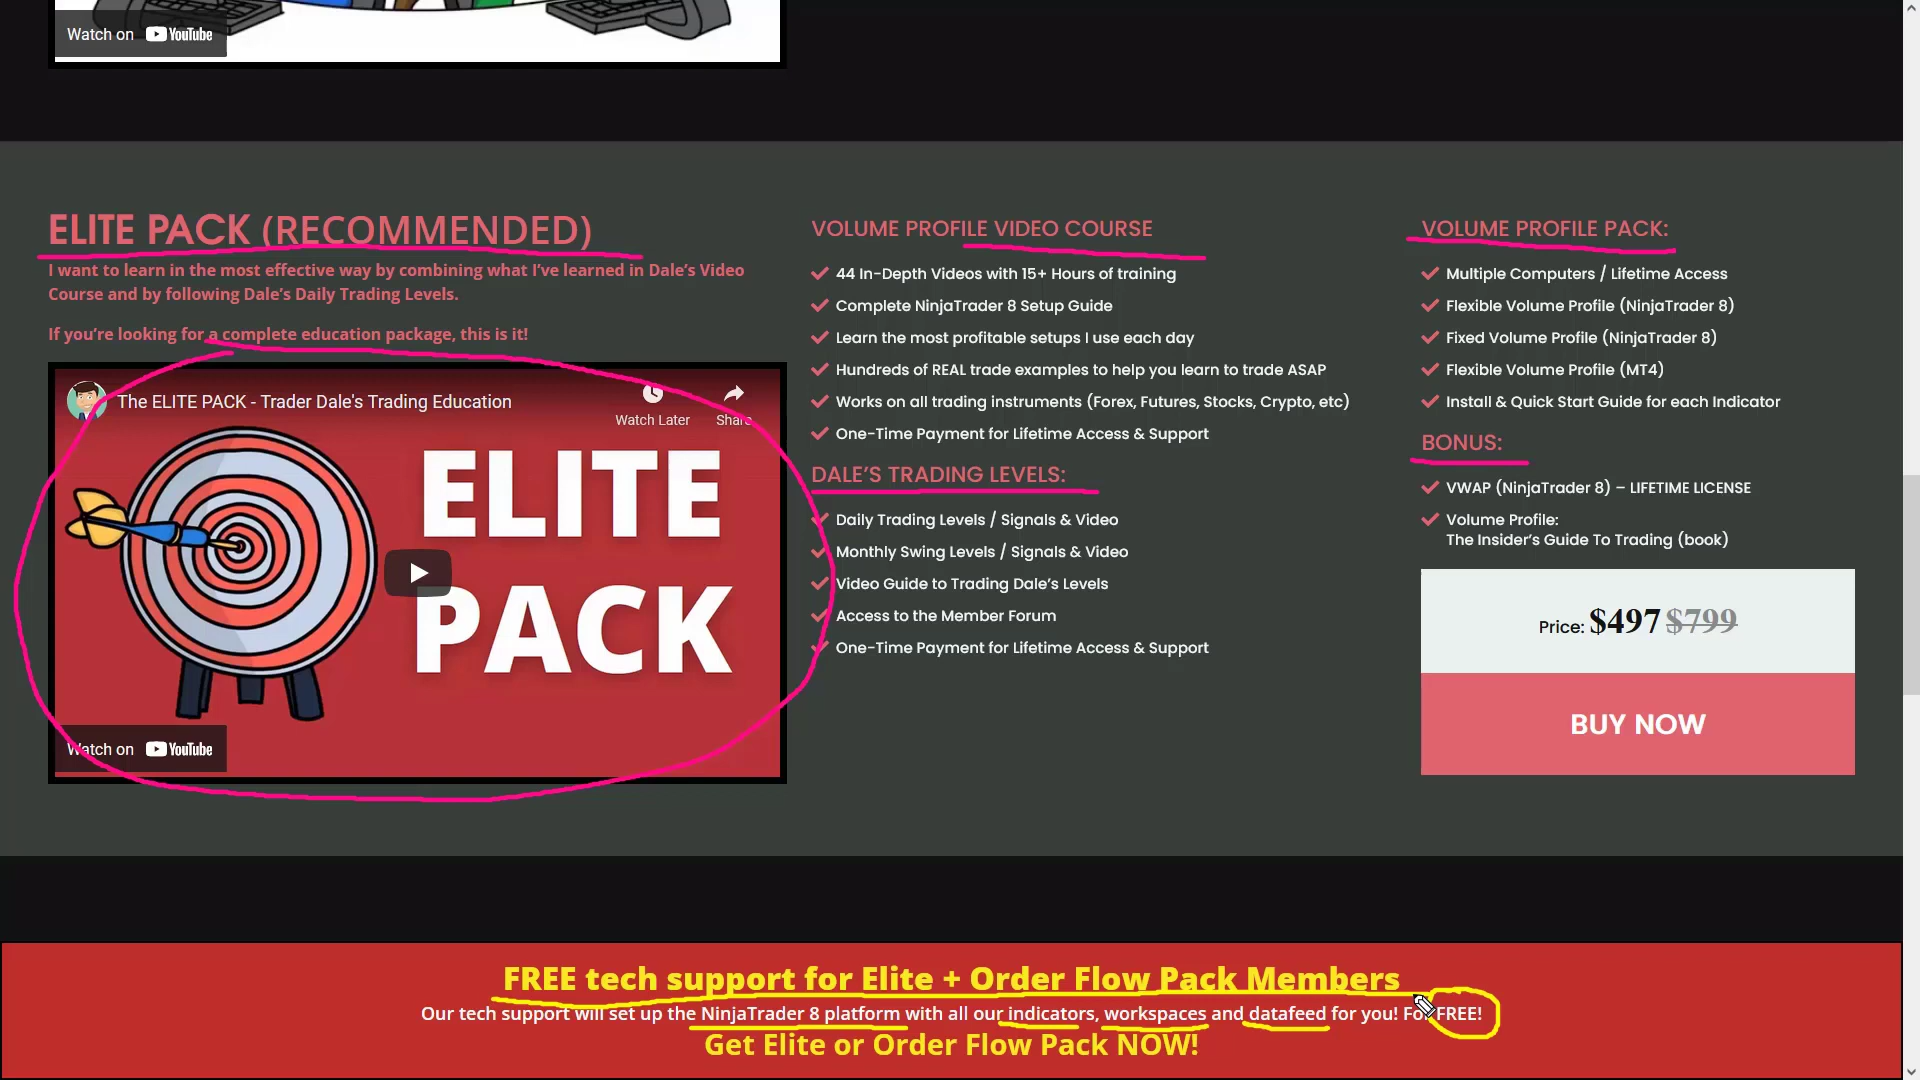 Watch on YouTube
ELITE PACK (RECOMMENDED)
I want to learn in the most effective way by combining what I've learned in Dale's Video
Course and by following Dale's Daily Trading Levels.
If you're looking for a complete education package, this is it!
The ELITE PACK - Trader Dale's Trading Education
Watch Later
Share
ELITE
PACK
Watch on YouTube
VOLUME PROFILE VIDEO COURSE
44 In-Depth Videos with 15+ Hours of training
Complete NinjaTrader 8 Setup Guide
Learn the most profitable setups I use each day
Hundreds of REAL trade examples to help you learn to trade ASAP
Works on all trading instruments (Forex, Futures, Stocks, Crypto, etc)
One-Time Payment for Lifetime Access & Support
DALE'S TRADING LEVELS:
Daily Trading Levels / Signals & Video
Monthly Swing Levels / Signals & Video
Video Guide to Trading Dale's Levels
Access to the Member Forum
One-Time Payment for Lifetime Access & Support
VOLUME PROFILE PACK:
Multiple Computers / Lifetime Access
Flexible Volume Profile (NinjaTrader 8)
Fixed Volume Profile (NinjaTrader 8)
Flexible Volume Profile (MT4)
Install & Quick Start Guide for each Indicator
BONUS:
VWAP (NinjaTrader 8) – LIFETIME LICENSE
Volume Profile:
The Insider's Guide To Trading (book)
Price: $497 $799
BUY NOW
FREE tech support for Elite + Order Flow Pack Members
Our tech support will set up the NinjaTrader 8 platform with all our indicators, workspaces and datafeed for you! For FREE!
Get Elite or Order Flow Pack NOW!